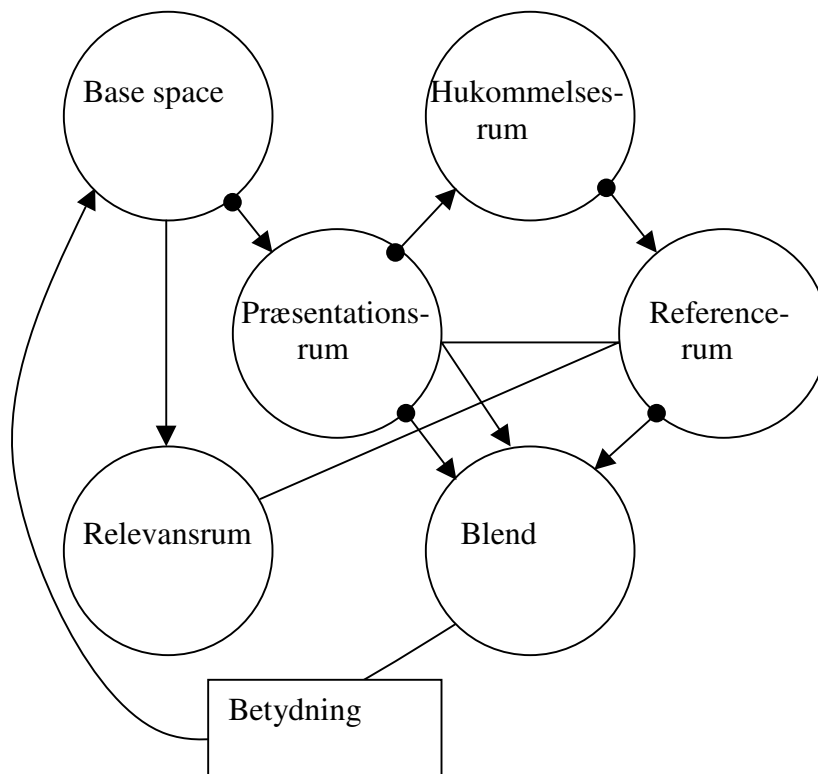 Base space
Hukommelses-
rum
Præsentations-
rum
Reference-
rum
Relevansrum
Blend
Betydning